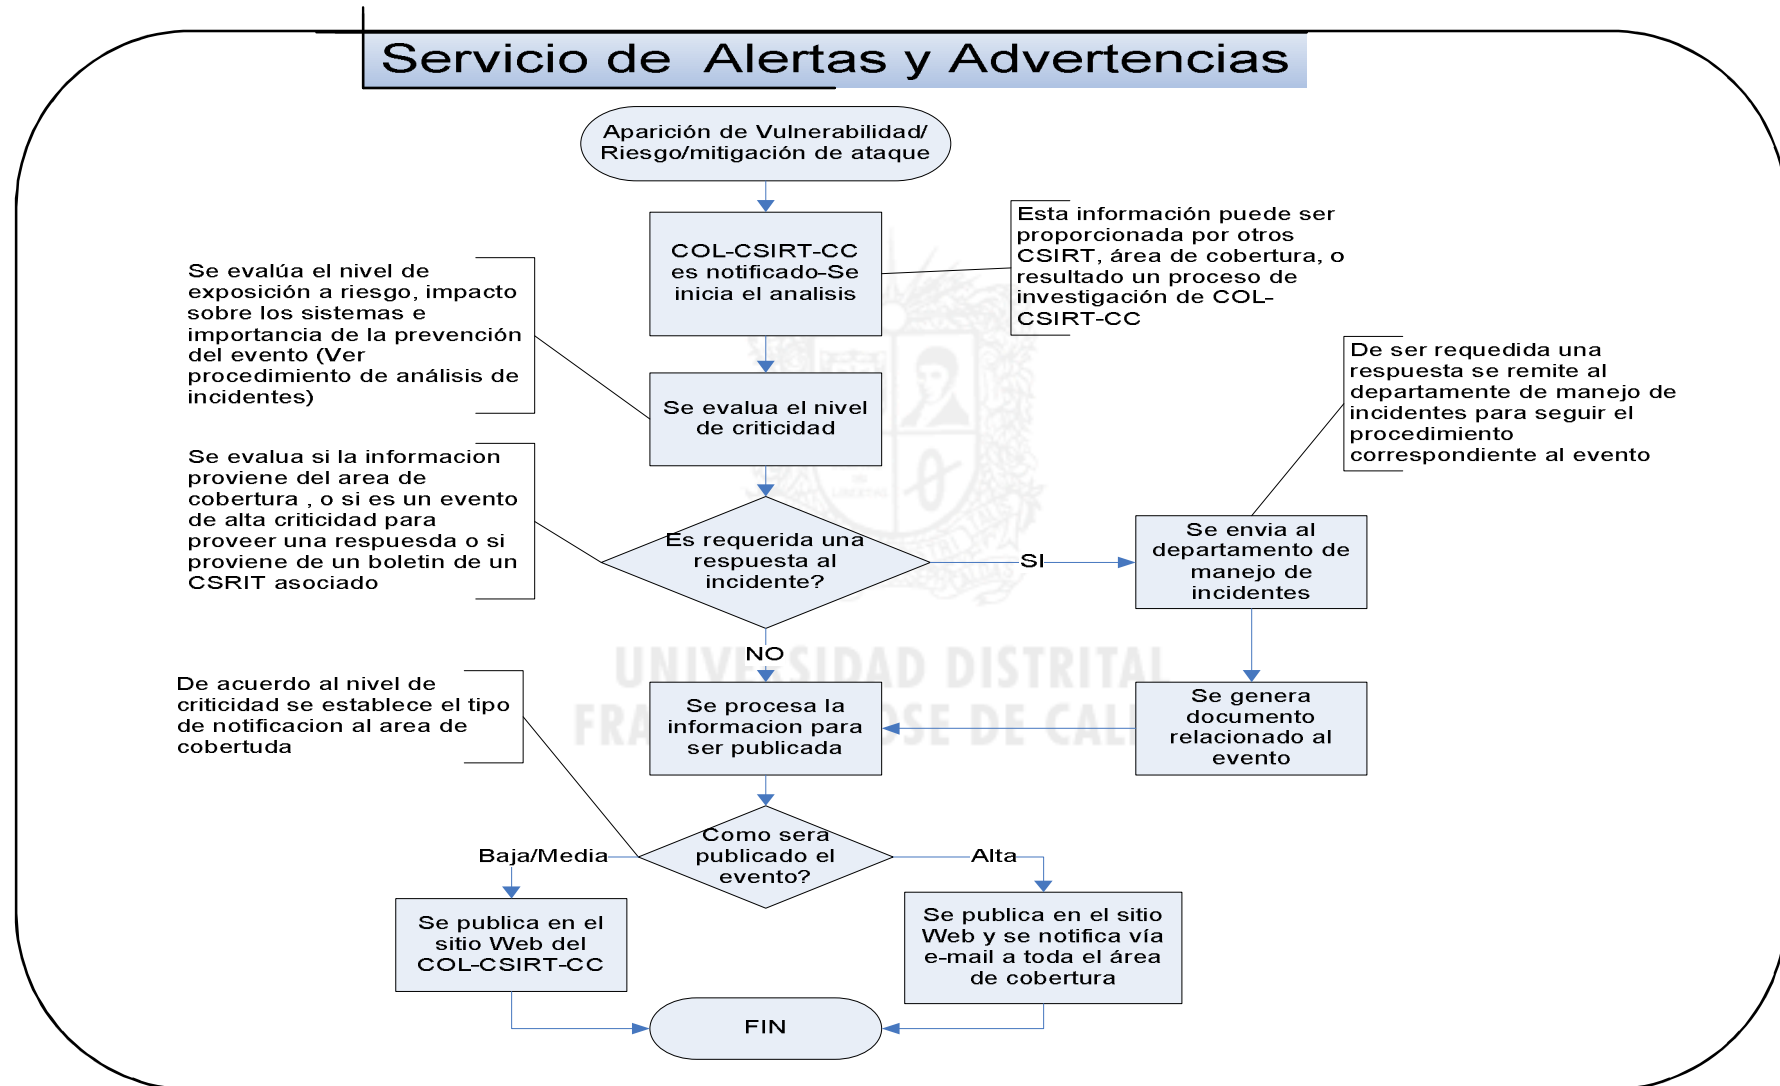 Servicio de Alertas y Advertencias
Aparición de Vulnerabilidad/
Riesgo/mitigación de ataque
COL-CSIRT-CC
es notificado-Se
inicia el analisis
Esta información puede ser
proporcionada por otros
CSIRT, área de cobertura, o
resultado un proceso de
investigación de COL-
CSIRT-CC
Se evalúa el nivel de
exposición a riesgo, impacto
sobre los sistemas e
importancia de la prevención
del evento (Ver
procedimiento de análisis de
incidentes)
Se evalua el nivel
de criticidad
De ser requedida una
respuesta se remite al
departamente de manejo de
incidentes para seguir el
procedimiento
correspondiente al evento
Se evalua si la informacion
proviene del area de
cobertura , o si es un evento
de alta criticidad para
proveer una respuesda o si
proviene de un boletin de un
CSRIT asociado
Es requerida una
respuesta al
incidente?
SI
Se envia al
departamento de
manejo de
incidentes
NO
UNIVERSIDAD DISTRITAL
De acuerdo al nivel de
criticidad se establece el tipo
de notificacion al area de
cobertuda
Se procesa la
informacion para
ser publicada
Se genera
documento
relacionado al
evento
Como sera
publicado el
evento?
Baja/Media
Alta
Se publica en el
sitio Web del
COL-CSIRT-CC
Se publica en el sitio
Web y se notifica vía
e-mail a toda el área
de cobertura
FIN